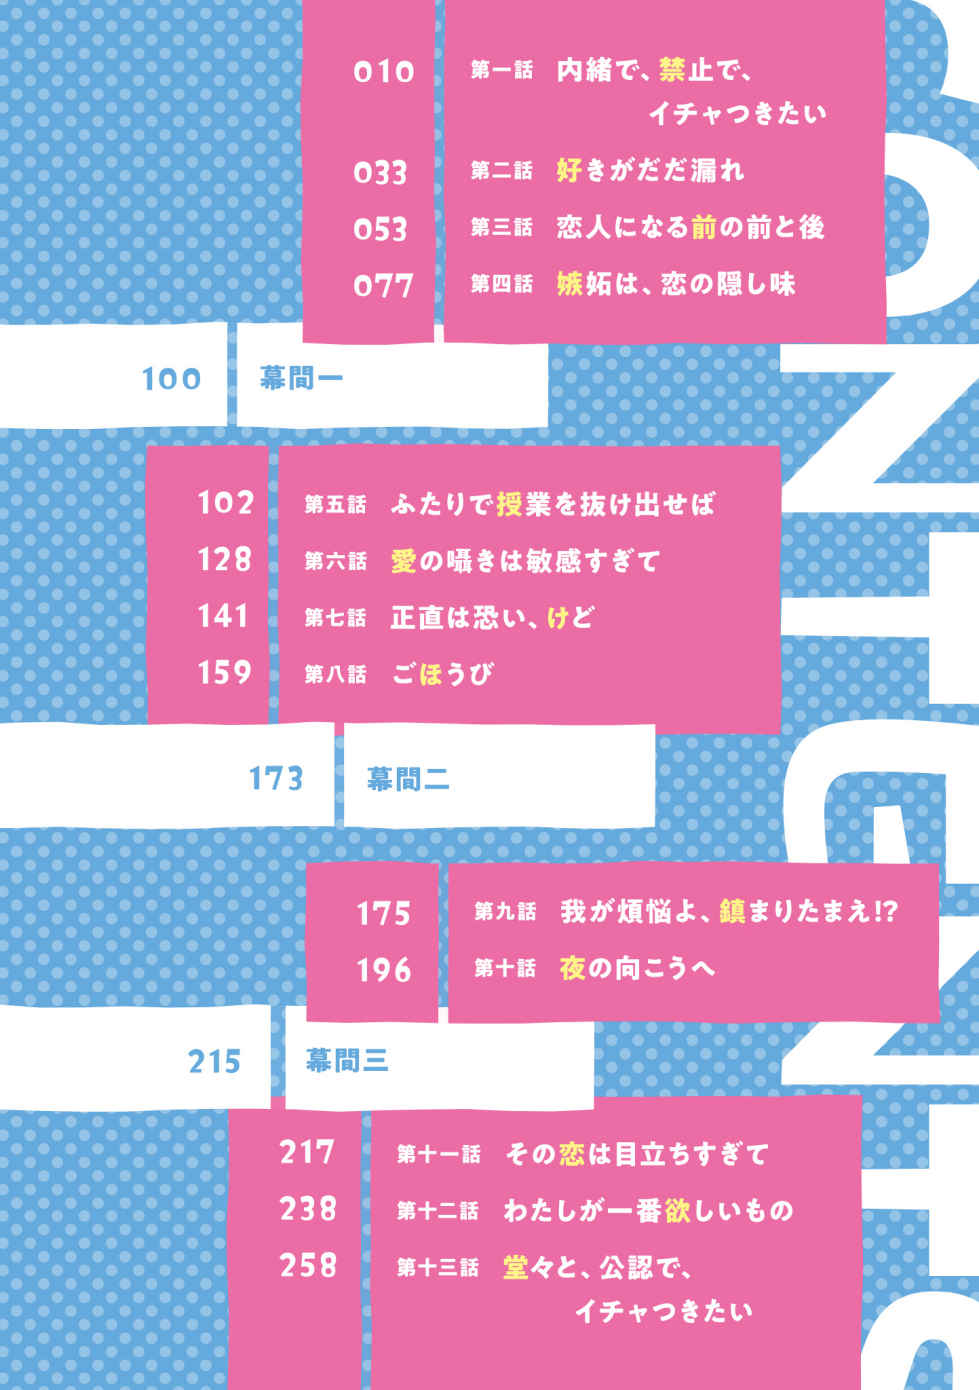 010 第一話 内緒で、禁止で、
イチャつきたい
033 第二話 好きがだだ漏れ
053 第三話 恋人になる前の前と後
077 第四話 嫉妬は、恋の隠し味
100 幕間一
102 第五話 ふたりで授業を抜け出せば
128 第六話 愛の囁きは敏感すぎて
141 第七話 正直は恐い、けど
159 第八話 ごほうび
173 幕間二
175 第九話 我が煩悩よ、鎮まりたまえ!?
196 第十話 夜の向こうへ
215 幕間三
217 第十一話 その恋は目立ちすぎて
238 第十二話 わたしが一番欲しいもの
258 第十三話 堂々と、公認で、
イチャつきたい
CONTENTS